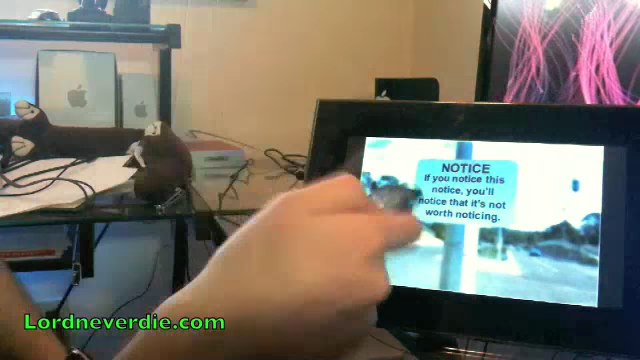 NOTICE
If you notice this
notice, you'll
notice that it's not
worth noticing.
Lordneverdie.com